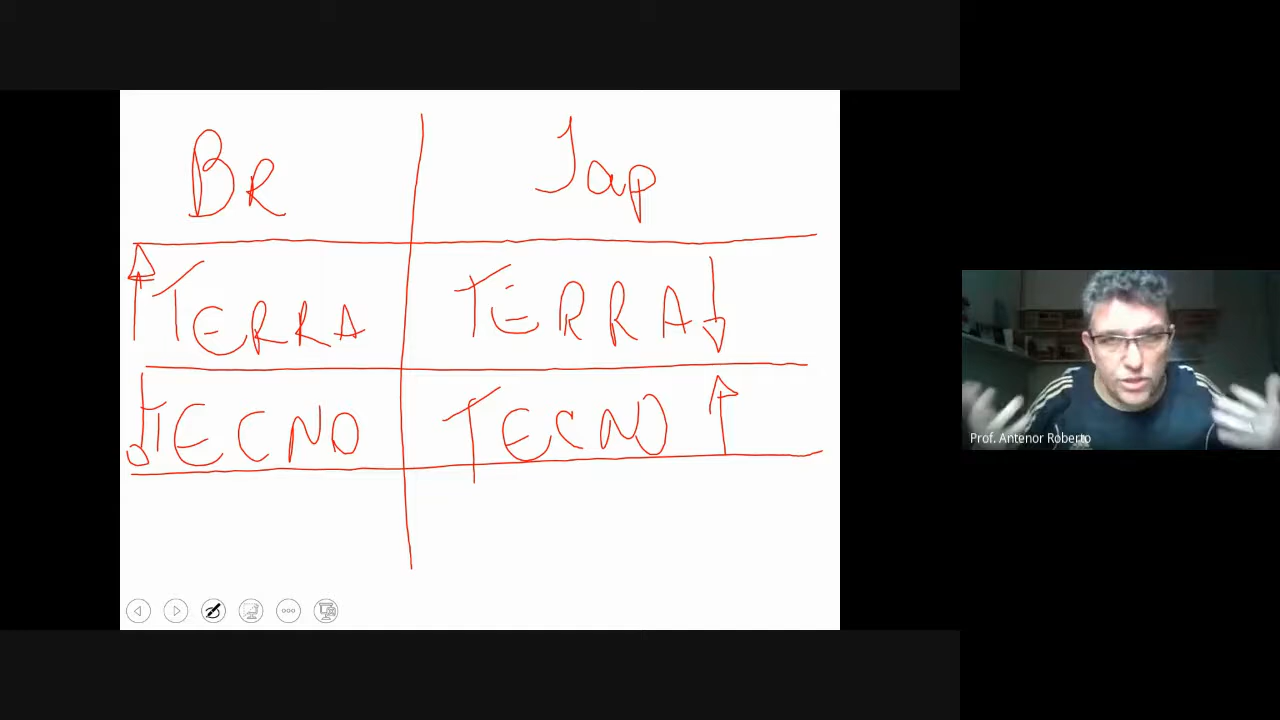 Br Jap
↑ TERRA TERRA ↓
↓ TECNO TECNO ↑
Prof. Antenor Roberto